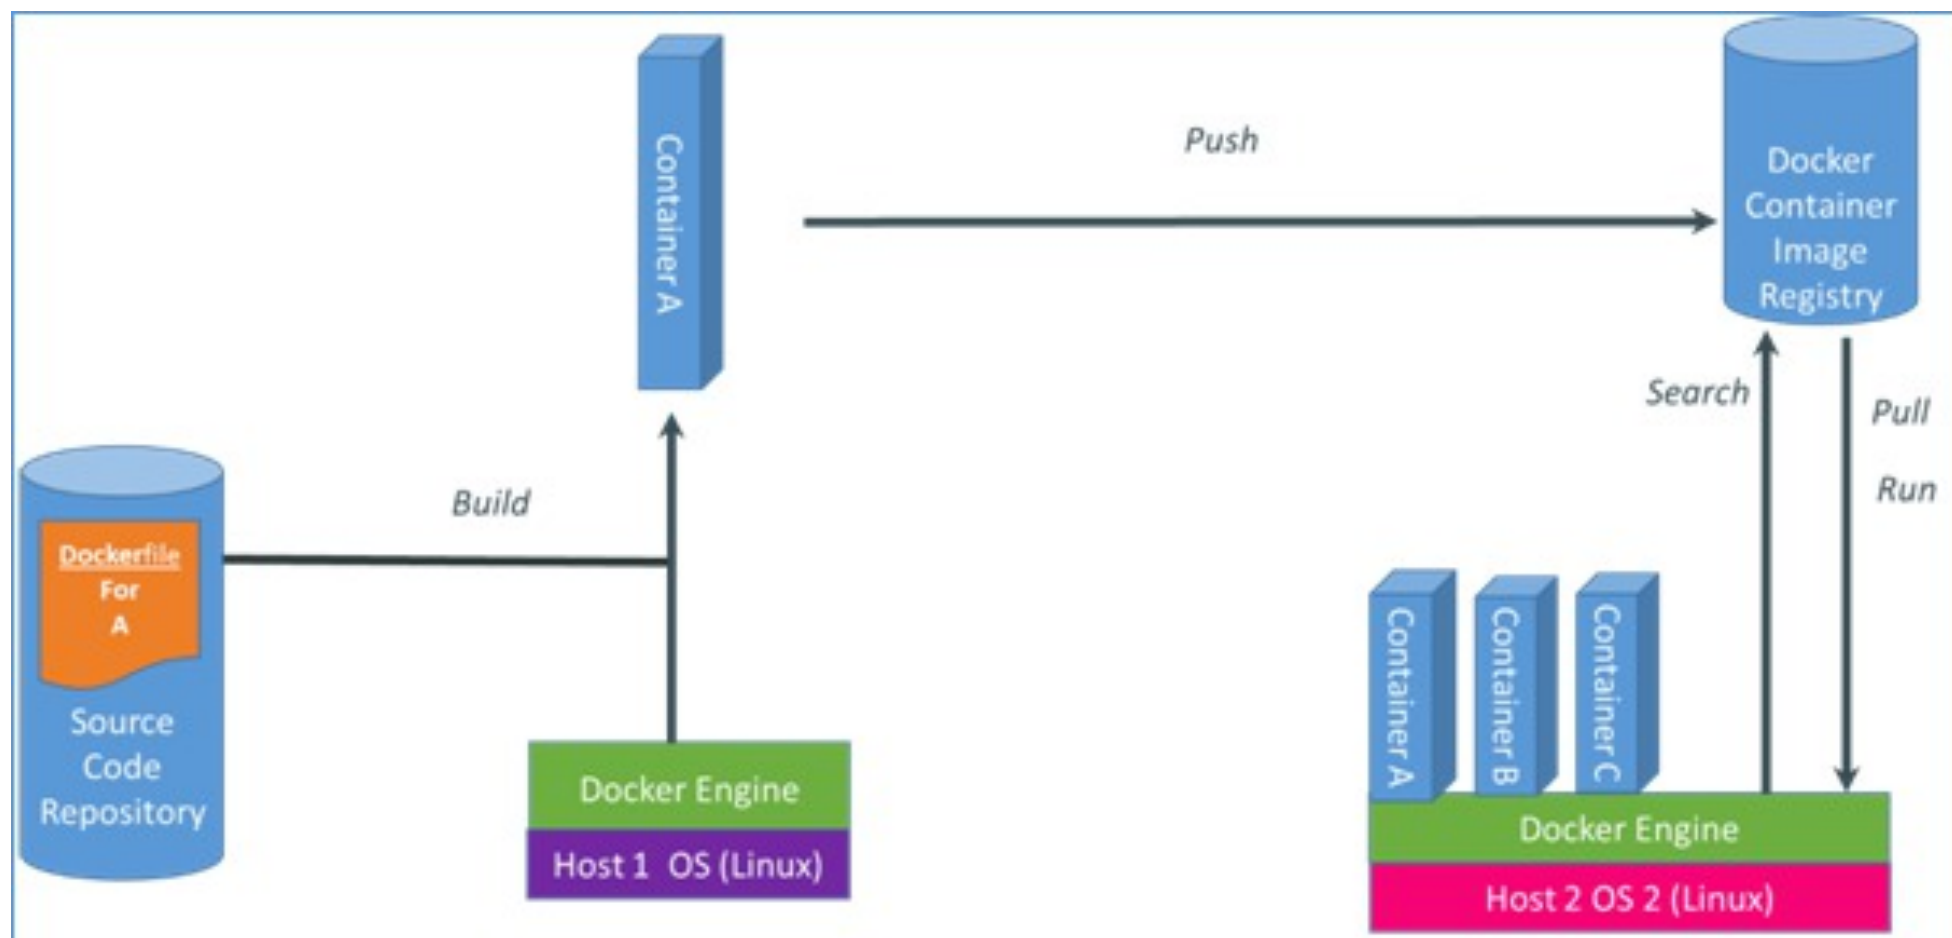 Container A
Push
Docker
Container
Image
Registry
Search
Pull
Run
Build
Dockerfile
For
A
Source
Code
Repository
Docker Engine
Host 1 OS (Linux)
Container A
Container B
Container C
Docker Engine
Host 2 OS 2 (Linux)